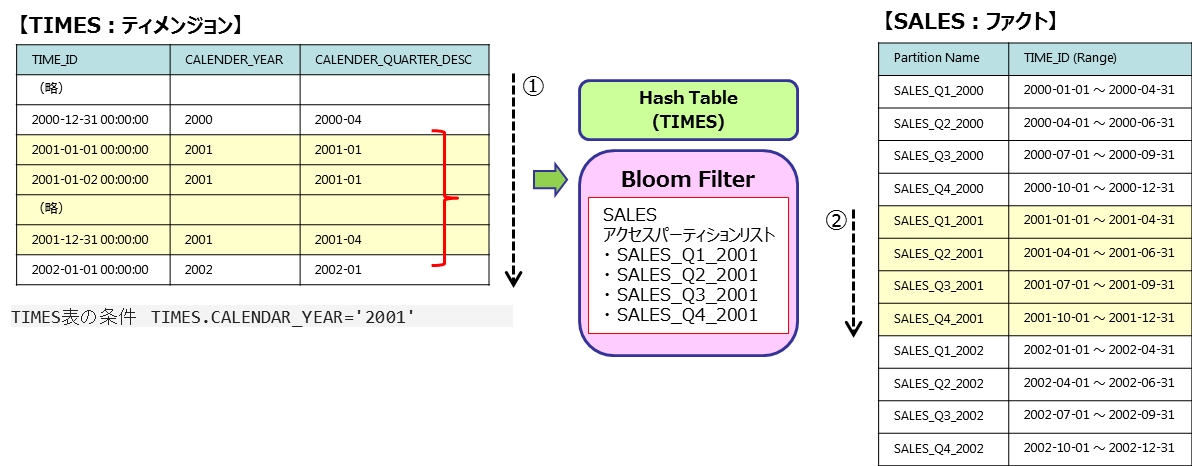 【TIMES：ディメンジョン】
TIME_ID CALENDER_YEAR CALENDER_QUARTER_DESC
（略）
2000-12-31 00:00:00 2000 2000-04
2001-01-01 00:00:00 2001 2001-01
2001-01-02 00:00:00 2001 2001-01
（略）
2001-12-31 00:00:00 2001 2001-04
2002-01-01 00:00:00 2002 2002-01
TIMES表の条件 TIMES.CALENDAR_YEAR='2001'
①
Hash Table
(TIMES)
Bloom Filter
SALES
アクセスパーティションリスト
・SALES_Q1_2001
・SALES_Q2_2001
・SALES_Q3_2001
・SALES_Q4_2001
②
【SALES：ファクト】
Partition Name TIME_ID (Range)
SALES_Q1_2000 2000-01-01 ～ 2000-04-31
SALES_Q2_2000 2000-04-01 ～ 2000-06-31
SALES_Q3_2000 2000-07-01 ～ 2000-09-31
SALES_Q4_2000 2000-10-01 ～ 2000-12-31
SALES_Q1_2001 2001-01-01 ～ 2001-04-31
SALES_Q2_2001 2001-04-01 ～ 2001-06-31
SALES_Q3_2001 2001-07-01 ～ 2001-09-31
SALES_Q4_2001 2001-10-01 ～ 2001-12-31
SALES_Q1_2002 2002-01-01 ～ 2002-04-31
SALES_Q2_2002 2002-04-01 ～ 2002-06-31
SALES_Q3_2002 2002-07-01 ～ 2002-09-31
SALES_Q4_2002 2002-10-01 ～ 2002-12-31